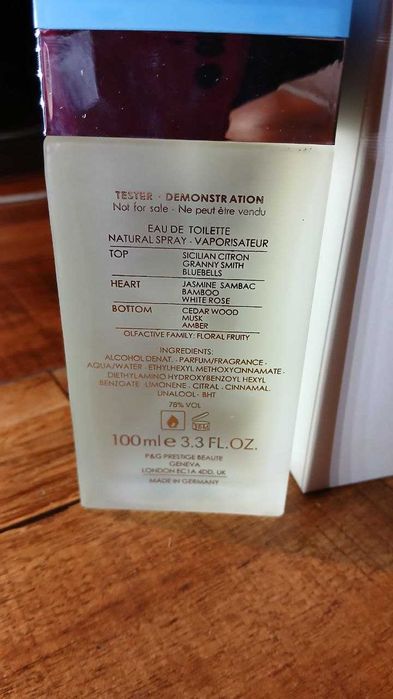 TESTER · DEMONSTRATION
Not for sale · Ne peut être vendu
EAU DE TOILETTE
NATURAL SPRAY · VAPORISATEUR
TOP SICILIAN CITRON
GRANNY SMITH
BLUEBELLS
HEART JASMINE SAMBAC
BAMBOO
WHITE ROSE
BOTTOM CEDAR WOOD
MUSK
AMBER
OLFACTIVE FAMILY: FLORAL FRUITY
INGREDIENTS:
ALCOHOL DENAT. · PARFUM/FRAGRANCE ·
AQUA/WATER · ETHYLHEXYL METHOXYCINNAMATE ·
DIETHYLAMINO HYDROXYBENZOYL HEXYL
BENZOATE · LIMONENE · CITRAL · CINNAMAL
LINALOOL · BHT
78% VOL
100 ml e 3.3 FL.OZ.
P&G PRESTIGE BEAUTE
GENEVA
LONDON EC1A 4DD, UK
MADE IN GERMANY